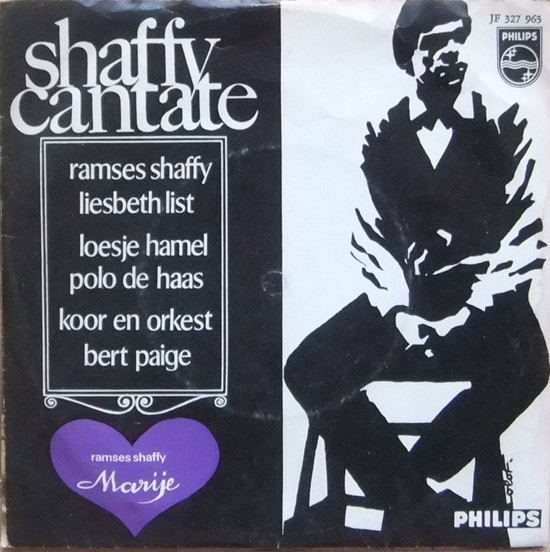 shaffy
cantate
ramses shaffy
liesbeth list
loesje hamel
polo de haas
koor en orkest
bert paige
ramses shaffy
Marije
JF 327 963
PHILIPS
PHILIPS